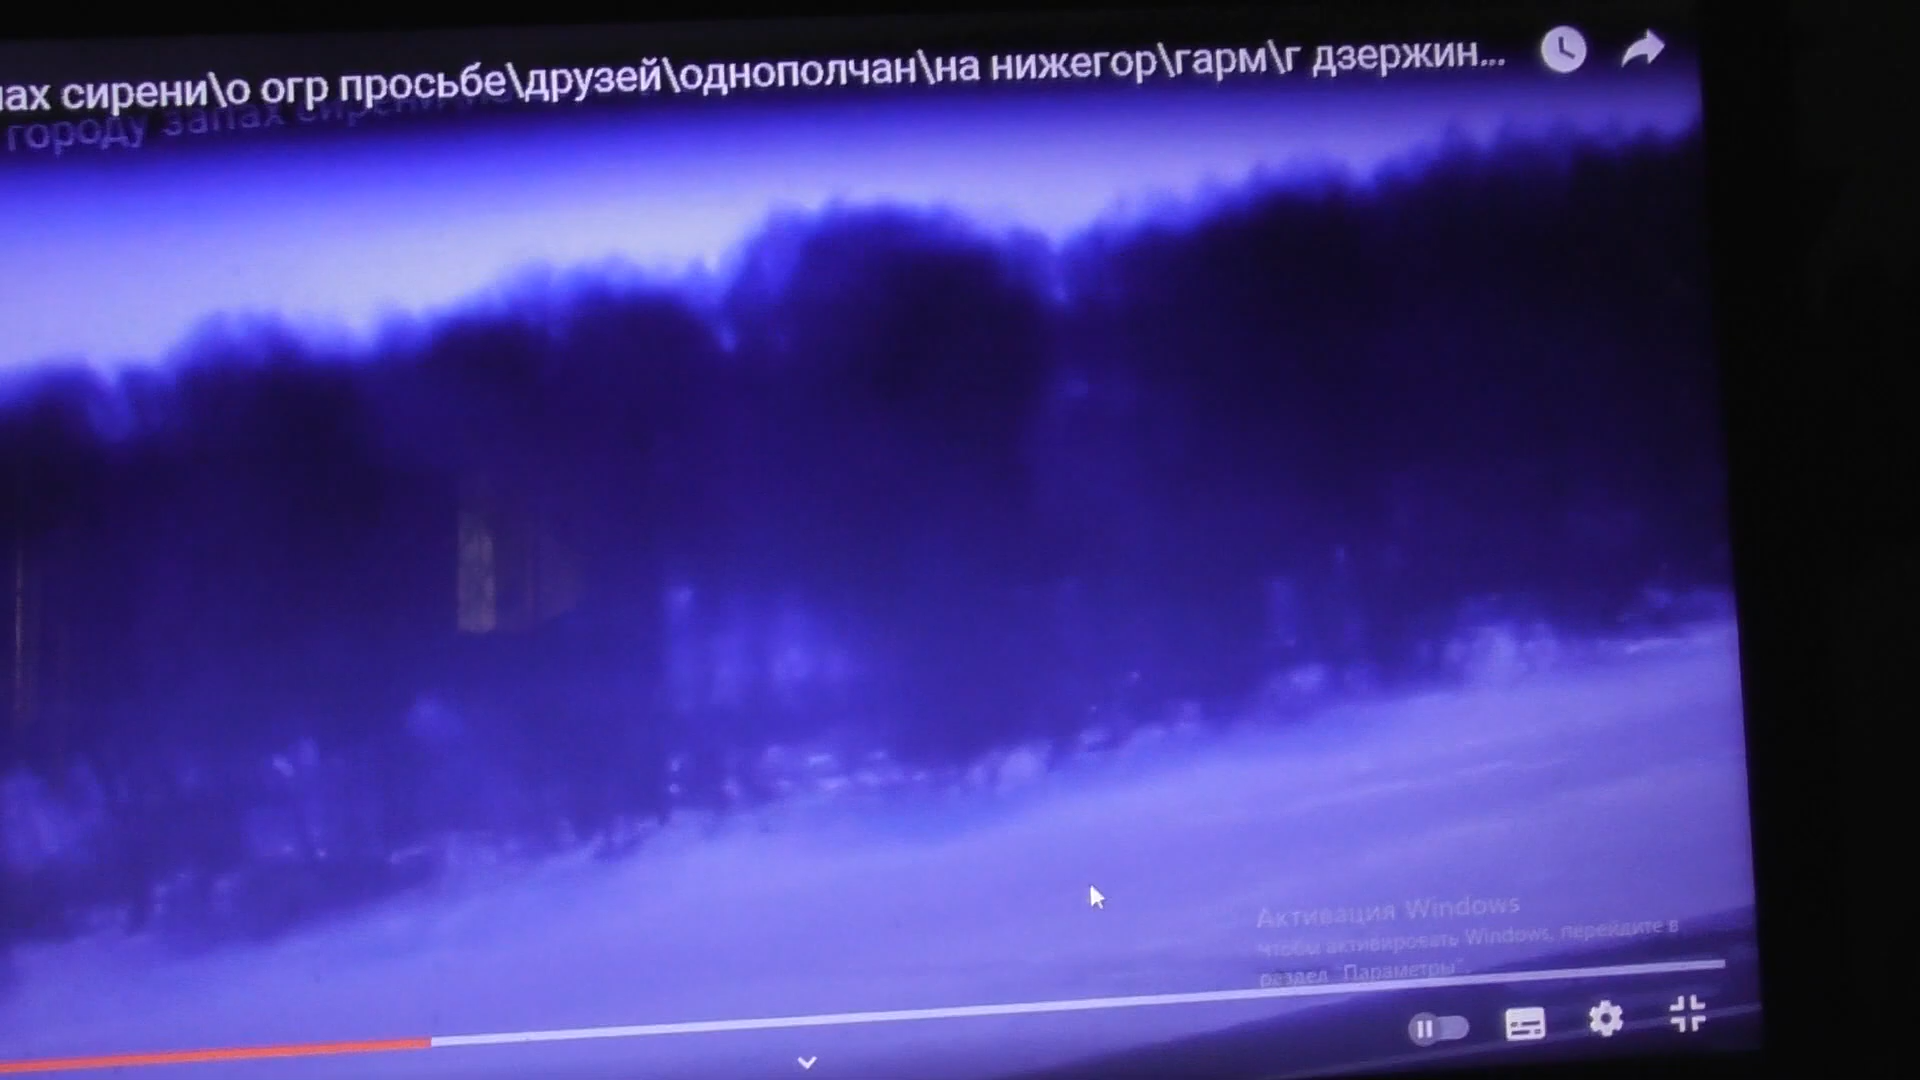 ах сирени\о огр просьбе\друзей\однополчан\на нижегор\гарм\г дзержин...
городу запах сирени
Активация Windows
Чтобы активировать Windows, перейдите в
раздел "Параметры".